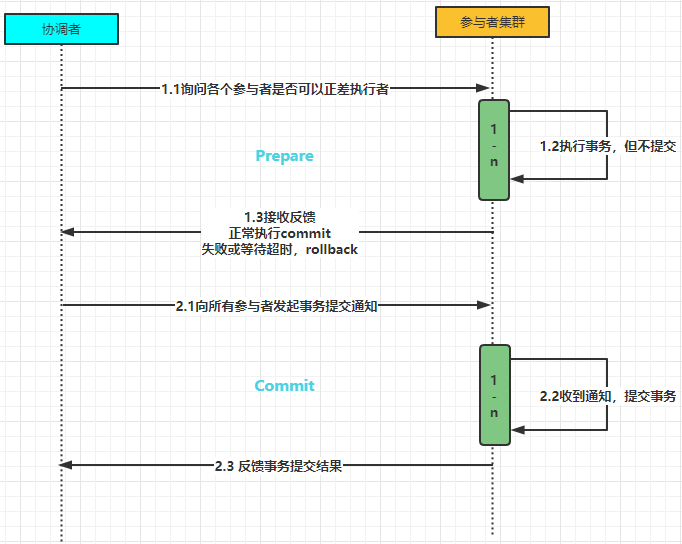 协调者
参与者集群
1.1询问各个参与者是否可以正差执行者
1
-
n
1.2执行事务，但不提交
Prepare
1.3接收反馈
正常执行commit
失败或等待超时，rollback
2.1向所有参与者发起事务提交通知
1
-
n
2.2收到通知，提交事务
Commit
2.3 反馈事务提交结果